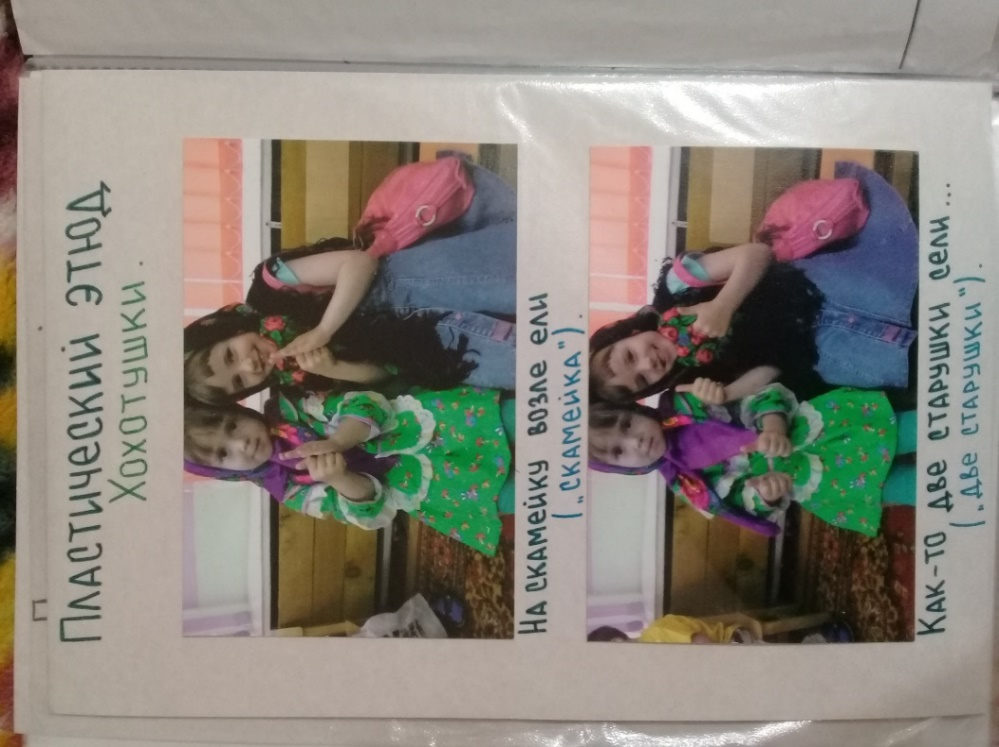 Пластический этюд
Хохотушки.
На скамейку возле ели
(„скамейка").
Как-то две старушки сели...
(„две старушки").